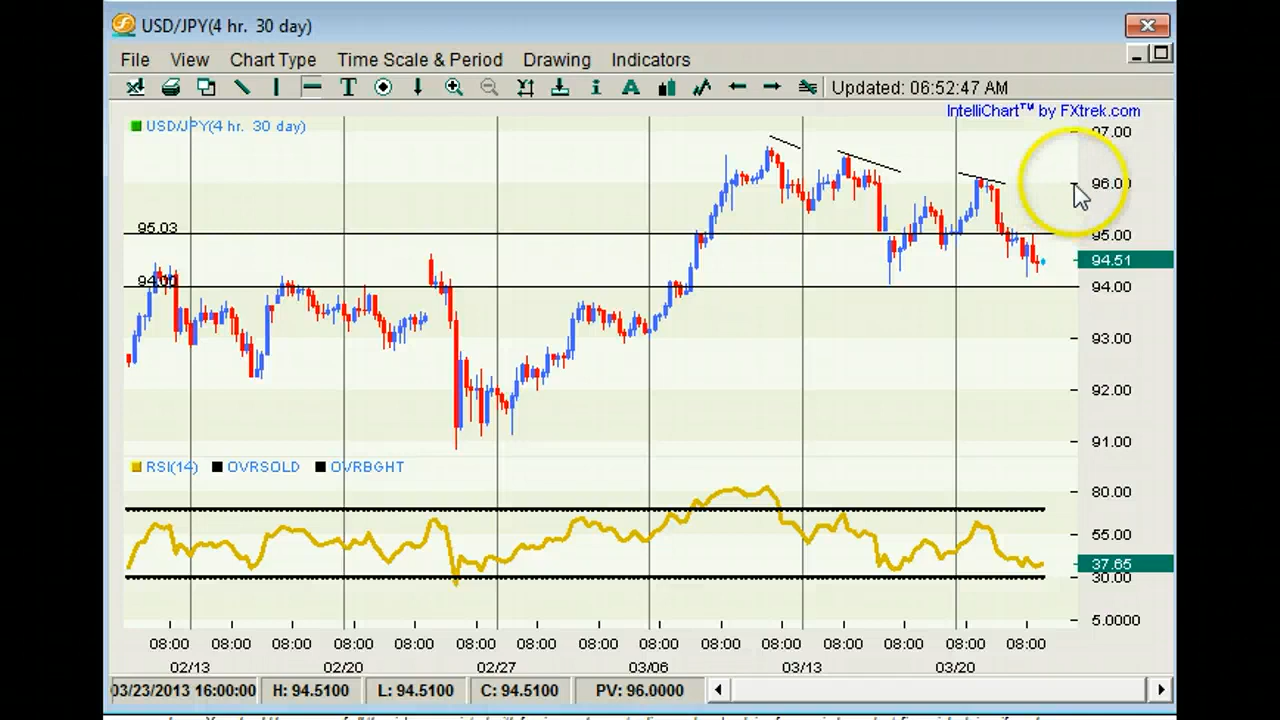 USD/JPY(4 hr. 30 day)
File View Chart Type Time Scale & Period Drawing Indicators
T i A Updated: 06:52:47 AM
IntelliChart™ by FXtrek.com
USD/JPY(4 hr. 30 day)
97.00
96.00
95.03
95.00
94.51
94.00
94.00
93.00
92.00
91.00
RSI(14) OVRSOLD OVRBGHT
80.00
55.00
37.65
30.00
5.0000
08:00 08:00 08:00 08:00 08:00 08:00 08:00 08:00 08:00 08:00 08:00 08:00 08:00 08:00 08:00
02/13 02/20 02/27 03/06 03/13 03/20
03/23/2013 16:00:00 H: 94.5100 L: 94.5100 C: 94.5100 PV: 96.0000